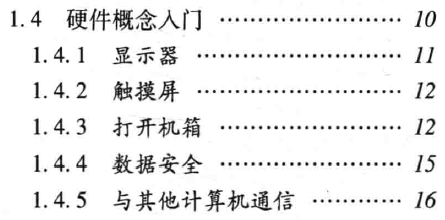 1.4 硬件概念入门 ………………… 10
1.4.1 显示器 ………………… 11
1.4.2 触摸屏 ………………… 12
1.4.3 打开机箱 ………………… 12
1.4.4 数据安全 ………………… 15
1.4.5 与其他计算机通信 ………… 16